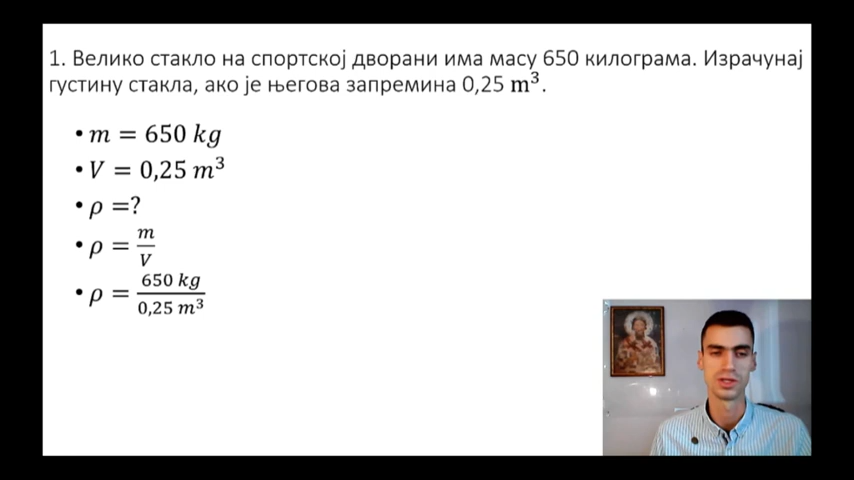 1. Велико стакло на спортској дворани има масу 650 килограма. Израчунај
густину стакла, ако је његова запремина 0,25 m³.
• m = 650 kg
• V = 0,25 m³
• ρ =?
• ρ = m/V
• ρ = 650 kg/0,25 m³